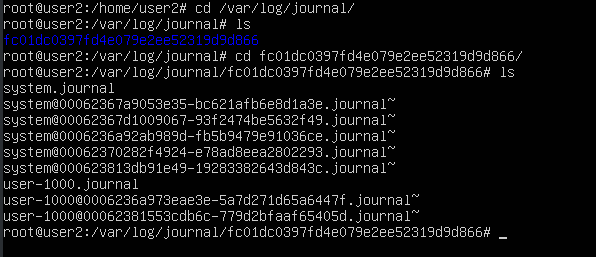 root@user2:/home/user2# cd /var/log/journal/
root@user2:/var/log/journal# ls
fc01dc0397fd4e079e2ee52319d9d866
root@user2:/var/log/journal# cd fc01dc0397fd4e079e2ee52319d9d866/
root@user2:/var/log/journal/fc01dc0397fd4e079e2ee52319d9d866# ls
system.journal
system@00062367a9053e35-bc621afb6e8d1a3e.journal~
system@00062367d1009067-93f2474be5632f49.journal~
system@0006236a92ab989d-fb5b9479e91036ce.journal~
system@00062370282f4924-e78ad8eea2802293.journal~
system@000623813db91e49-19283382643d843c.journal~
user-1000.journal
user-1000@0006236a973eae3e-5a7d271d65a6447f.journal~
user-1000@00062381553cdb6c-779d2bfaaf65405d.journal~
root@user2:/var/log/journal/fc01dc0397fd4e079e2ee52319d9d866# _